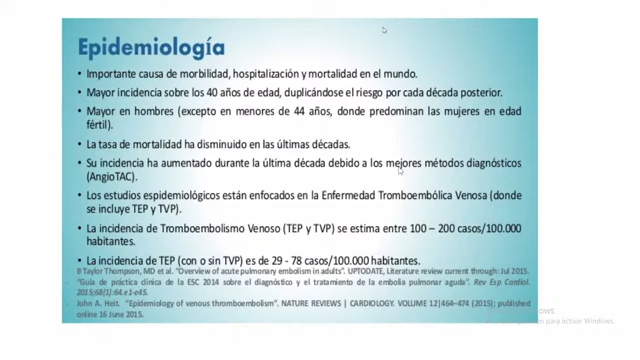 Epidemiología
• Importante causa de morbilidad, hospitalización y mortalidad en el mundo.
• Mayor incidencia sobre los 40 años de edad, duplicándose el riesgo por cada década posterior.
• Mayor en hombres (excepto en menores de 44 años, donde predominan las mujeres en edad
fértil).
• La tasa de mortalidad ha disminuido en las últimas décadas.
• Su incidencia ha aumentado durante la última década debido a los mejores métodos diagnósticos
(AngioTAC).
• Los estudios espidemiológicos están enfocados en la Enfermedad Tromboembólica Venosa (donde
se incluye TEP y TVP).
• La incidencia de Tromboembolismo Venoso (TEP y TVP) se estima entre 100 – 200 casos/100.000
habitantes.
• La incidencia de TEP (con o sin TVP) es de 29 - 78 casos/100.000 habitantes.
- B Taylor Thompson, MD et al. "Overview of acute pulmonary embolism in adults". UPTODATE, Literature review current through: Jul 2015.
- "Guía de práctica clínica de la ESC 2014 sobre el diagnóstico y el tratamiento de la embolia pulmonar aguda". Rev Esp Cardiol.
2015;68(1):64.e1-e45.
- John A. Heit. "Epidemiology of venous thromboembolism". NATURE REVIEWS | CARDIOLOGY. VOLUME 12|464–474 (2015); published
online 16 June 2015.
para activar Windows.